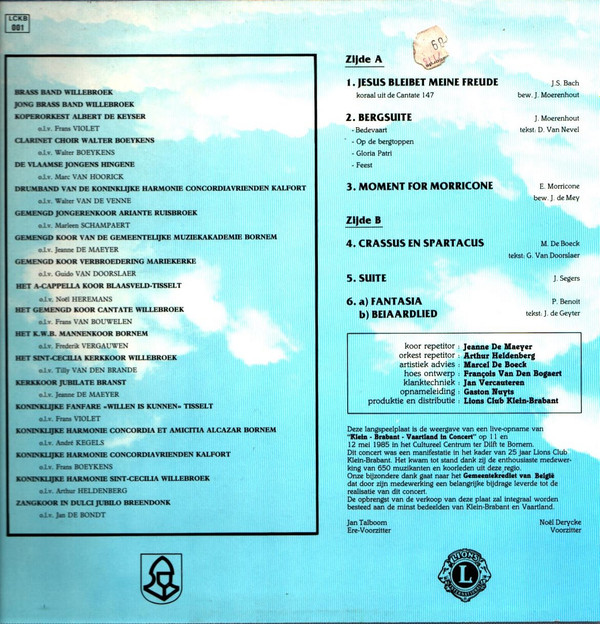 LCKB
001
BRASS BAND WILLEBROEK
JONG BRASS BAND WILLEBROEK
KOPERORKEST ALBERT DE KEYSER
o.l.v. Frans VIOLET
CLARINET CHOIR WALTER BOEYKENS
o.l.v. Walter BOEYKENS
DE VLAAMSE JONGENS HINGENE
o.l.v. Marc VAN HOORICK
DRUMBAND VAN DE KONINKLIJKE HARMONIE CONCORDIAVRIENDEN KALFORT
o.l.v. Walter VAN DE VENNE
GEMENGD JONGERENKOOR ARIANTE RUISBROEK
o.l.v. Marleen SCHAMPAERT
GEMENGD KOOR VAN DE GEMEENTELIJKE MUZIEKAKADEMIE BORNEM
o.l.v. Jeanne DE MAEYER
GEMENGD KOOR VERBROEDERING MARIEKERKE
o.l.v. Guido VAN DOORSLAER
HET A-CAPPELLA KOOR BLAASVELD-TISSELT
o.l.v. Noël HEREMANS
HET GEMENGD KOOR CANTATE WILLEBROEK
o.l.v. Frans VAN BOUWELEN
HET K.W.B. MANNENKOOR BORNEM
o.l.v. Frederik VERGAUWEN
HET SINT-CECILIA KERKKOOR WILLEBROEK
o.l.v. Tilly VAN DEN BRANDE
KERKKOOR JUBILATE BRANST
o.l.v. Jeanne DE MAEYER
KONINKLIJKE FANFARE «WILLEN IS KUNNEN» TISSELT
o.l.v. Frans VIOLET
KONINKLIJKE HARMONIE CONCORDIA ET AMICITIA ALCAZAR BORNEM
o.l.v. André KEGELS
KONINKLIJKE HARMONIE CONCORDIAVRIENDEN KALFORT
o.l.v. Frans BOEYKENS
KONINKLIJKE HARMONIE SINT-CECILIA WILLEBROEK
o.l.v. Arthur HELDENBERG
ZANGKOOR IN DULCI JUBILO BREENDONK
o.l.v. Jan DE BONDT
Zijde A
60
1. JESUS BLEIBET MEINE FREUDE J.S. Bach
koraal uit de Cantate 147 bew. J. Moerenhout
2. BERGSUITE J. Moerenhout
- Bedevaart tekst: D. Van Nevel
- Op de bergtoppen
- Gloria Patri
- Feest
3. MOMENT FOR MORRICONE E. Morricone
bew. J. de Mey
Zijde B
4. CRASSUS EN SPARTACUS M. De Boeck
tekst: G. Van Doorslaer
5. SUITE J. Segers
6. a) FANTASIA P. Benoit
b) BEIAARDLIED tekst: J. de Geyter
koor repetitor : Jeanne De Maeyer
orkest repetitor : Arthur Heldenberg
artistiek advies : Marcel De Boeck
hoes ontwerp : François Van Den Bogaert
klanktechniek : Jan Vercauteren
opnameleiding : Gaston Nuyts
produktie en distributie : Lions Club Klein-Brabant
Deze langspeelplaat is de weergave van een live-opname van
"Klein - Brabant - Vaartland in Concert" op 11 en
12 mei 1985 in het Cultureel Centrum ter Dilft te Bornem.
Dit concert was een manifestatie in het kader van 25 jaar Lions Club
Klein-Brabant. Het kwam tot stand dank zij de enthousiaste medewer-
king van 650 muzikanten en koorleden uit deze regio.
Onze bijzondere dank gaat naar het Gemeentekrediet van België
dat door zijn medewerking een belangrijke bijdrage leverde tot de
realisatie van dit concert.
De opbrengst van de verkoop van deze plaat zal integraal worden
besteed aan de minst bedeelden van Klein-Brabant en Vaartland.
Jan Talboom Noël Derycke
Ere-Voorzitter Voorzitter
LIONS
L
INTERNATIONAL